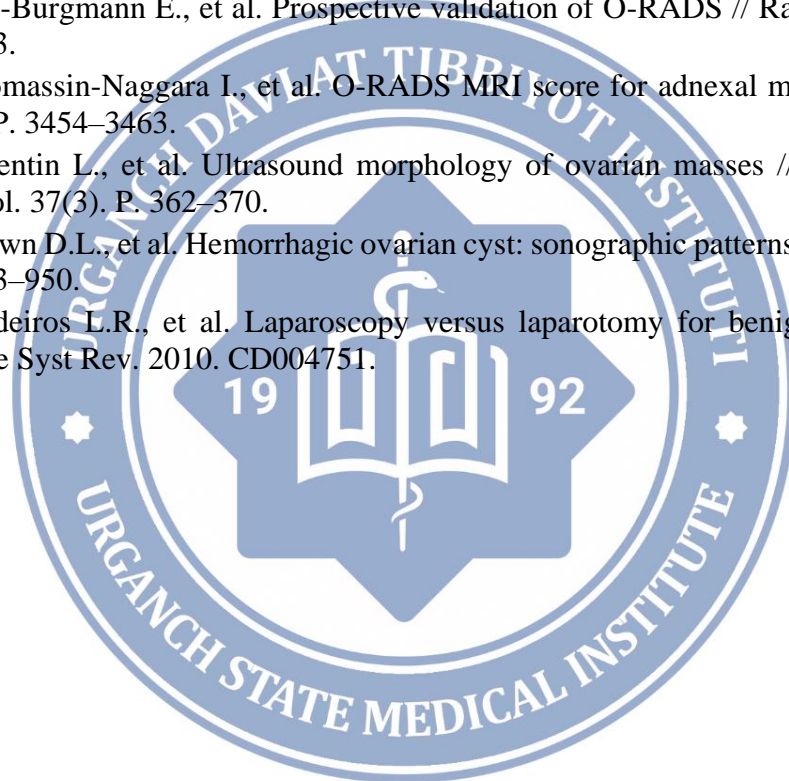 -Burgmann E., et al. Prospective validation of O-RADS // Ra
3.
omassin-Naggara I., et al. O-RADS MRI score for adnexal m
P. 3454–3463.
entin L., et al. Ultrasound morphology of ovarian masses //
ol. 37(3). P. 362–370.
wn D.L., et al. Hemorrhagic ovarian cyst: sonographic patterns
3–950.
deiros L.R., et al. Laparoscopy versus laparotomy for benig
e Syst Rev. 2010. CD004751.
URGANCH DAVLAT TIBBIYOT INSTITUTI
19 92
URGANCH STATE MEDICAL INSTITUTE